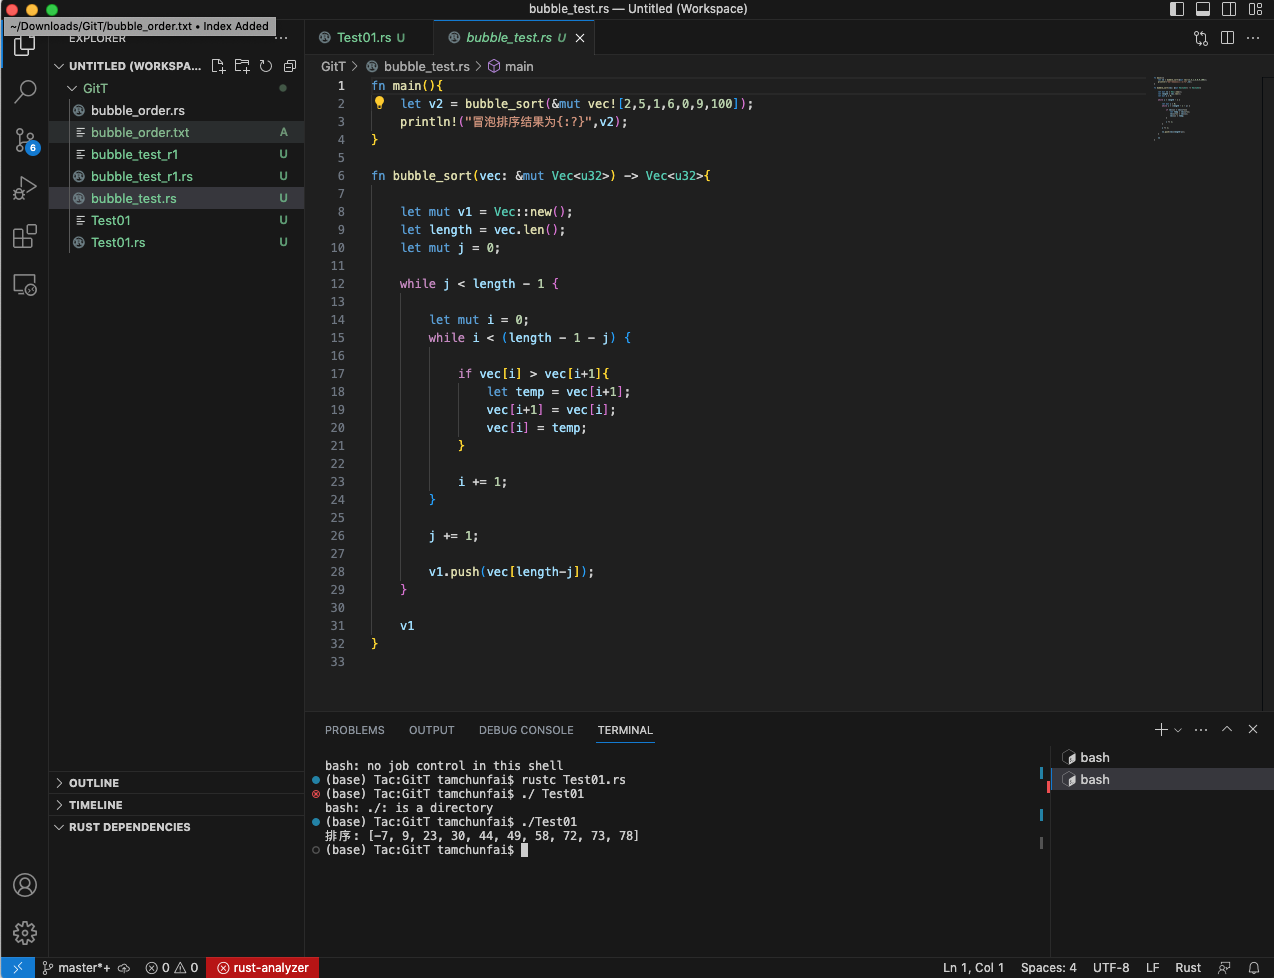 bubble_test.rs — Untitled (Workspace)
~/Downloads/GitT/bubble_order.txt • Index Added
EXPLORER
Test01.rs U
bubble_test.rs U
UNTITLED (WORKSPA...
GitT
bubble_order.rs
bubble_order.txt A
bubble_test_r1 U
bubble_test_r1.rs U
bubble_test.rs U
Test01 U
Test01.rs U
6
OUTLINE
TIMELINE
RUST DEPENDENCIES
GitT > bubble_test.rs > main
1 fn main(){
2 let v2 = bubble_sort(&mut vec![2,5,1,6,0,9,100]);
3 println!("冒泡排序结果为{:?}",v2);
4 }
5
6 fn bubble_sort(vec: &mut Vec<u32>) -> Vec<u32>{
7
8 let mut v1 = Vec::new();
9 let length = vec.len();
10 let mut j = 0;
11
12 while j < length - 1 {
13
14 let mut i = 0;
15 while i < (length - 1 - j) {
16
17 if vec[i] > vec[i+1]{
18 let temp = vec[i+1];
19 vec[i+1] = vec[i];
20 vec[i] = temp;
21 }
22
23 i += 1;
24 }
25
26 j += 1;
27
28 v1.push(vec[length-j]);
29 }
30
31 v1
32 }
33
PROBLEMS OUTPUT DEBUG CONSOLE TERMINAL
bash: no job control in this shell
(base) Tac:GitT tamchunfai$ rustc Test01.rs
(base) Tac:GitT tamchunfai$ ./ Test01
bash: ./: is a directory
(base) Tac:GitT tamchunfai$ ./Test01
排序: [-7, 9, 23, 30, 44, 49, 58, 72, 73, 78]
(base) Tac:GitT tamchunfai$
bash
bash
master*+ 0 0 rust-analyzer Ln 1, Col 1 Spaces: 4 UTF-8 LF Rust